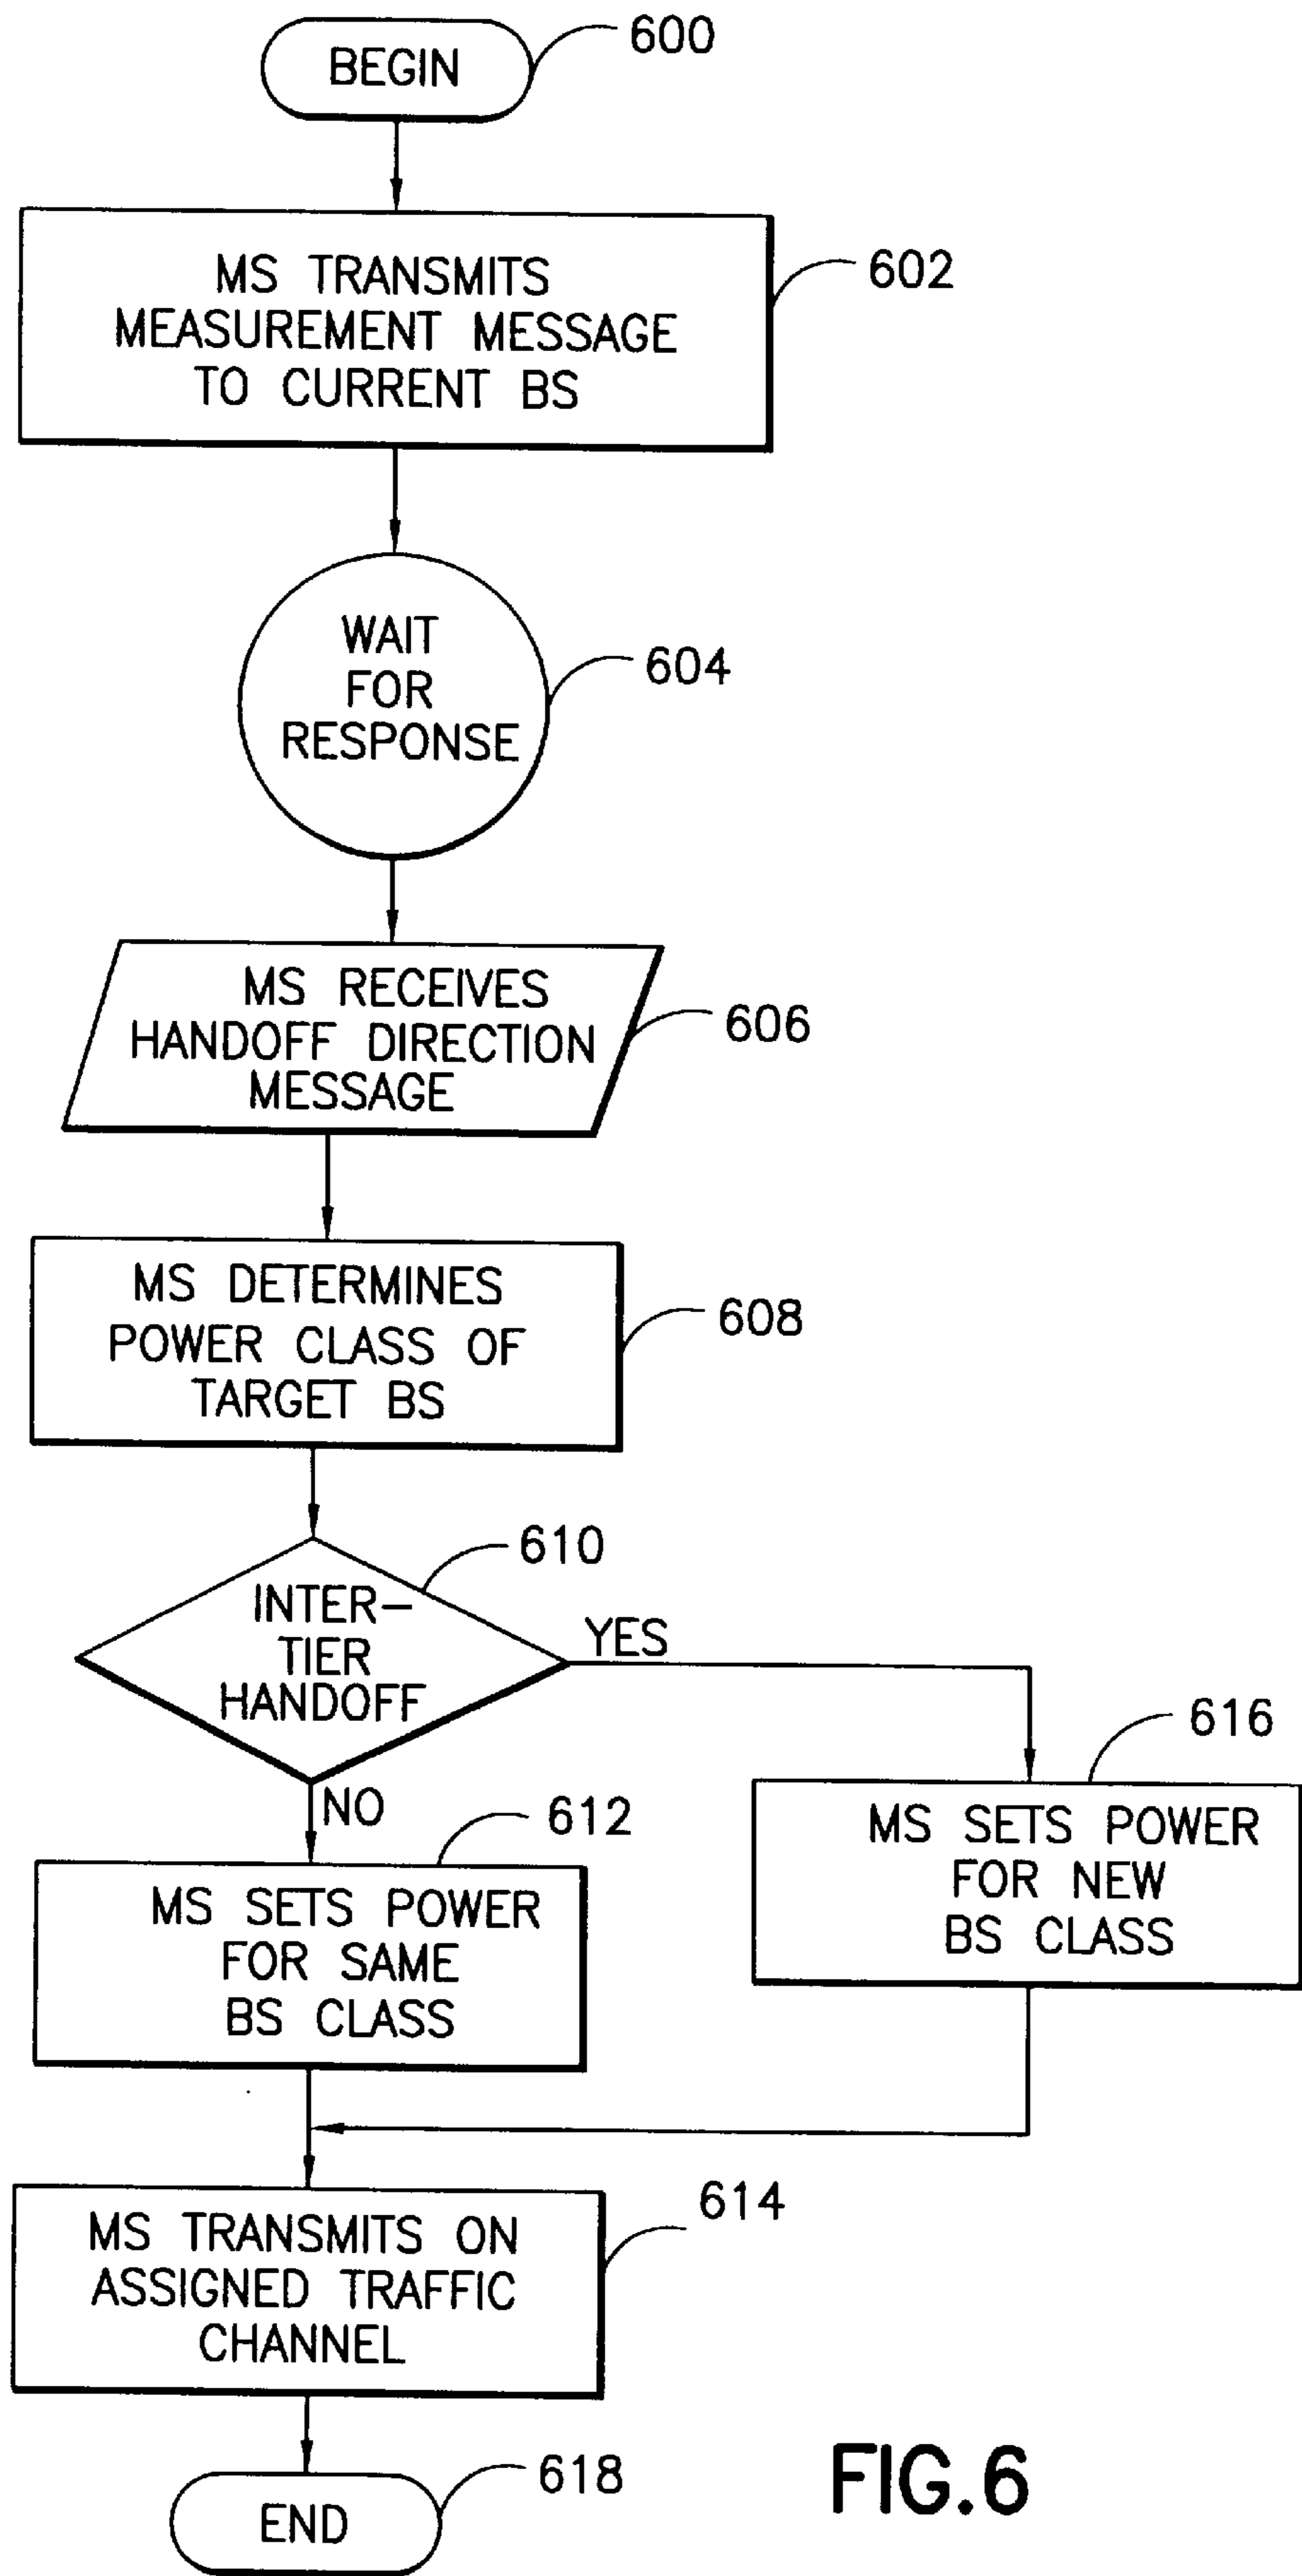 BEGIN
600
MS TRANSMITS
MEASUREMENT MESSAGE
TO CURRENT BS
602
WAIT
FOR
RESPONSE
604
MS RECEIVES
HANDOFF DIRECTION
MESSAGE
606
MS DETERMINES
POWER CLASS OF
TARGET BS
608
INTER-
TIER
HANDOFF
610
YES
NO
612
MS SETS POWER
FOR SAME
BS CLASS
616
MS SETS POWER
FOR NEW
BS CLASS
MS TRANSMITS ON
ASSIGNED TRAFFIC
CHANNEL
614
END
618
FIG.6